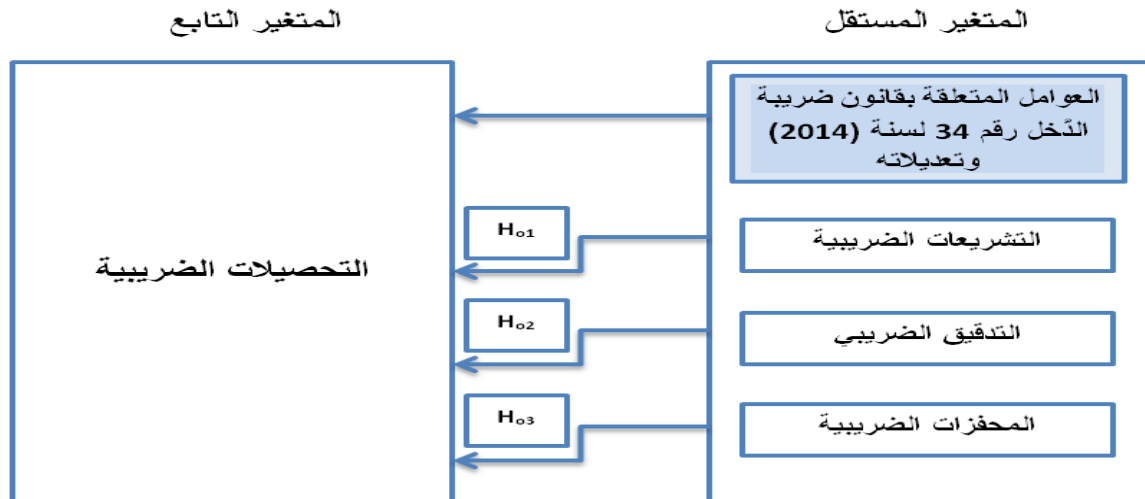 المتغير المستقل
المتغير التابع
العوامل المتعلقة بقانون ضريبة
الدّخل رقم 34 لسنة (2014)
وتعديلاته
التشريعات الضريبية
التدقيق الضريبي
المحفزات الضريبية
Ho1
Ho2
Ho3
التحصيلات الضريبية